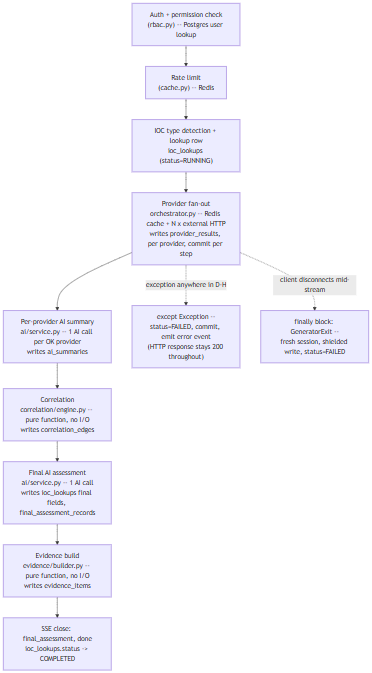 Auth + permission check
(rbac.py) -- Postgres user
lookup
Rate limit
(cache.py) -- Redis
IOC type detection +
lookup row
ioc_lookups
(status=RUNNING)
Provider fan-out
orchestrator.py -- Redis
cache + N x external HTTP
writes provider_results,
per provider, commit per
step
exception anywhere in D-H
client disconnects mid-
stream
Per-provider AI summary
ai/service.py -- 1 AI call
per OK provider
writes ai_summaries
except Exception --
status=FAILED, commit,
emit error event
(HTTP response stays 200
throughout)
finally block:
GeneratorExit --
fresh session, shielded
write, status=FAILED
Correlation
correlation/engine.py --
pure function, no I/O
writes correlation_edges
Final AI assessment
ai/service.py -- 1 AI call
writes ioc_lookups final
fields,
final_assessment_records
Evidence build
evidence/builder.py --
pure function, no I/O
writes evidence_items
SSE close:
final_assessment, done
ioc_lookups.status ->
COMPLETED